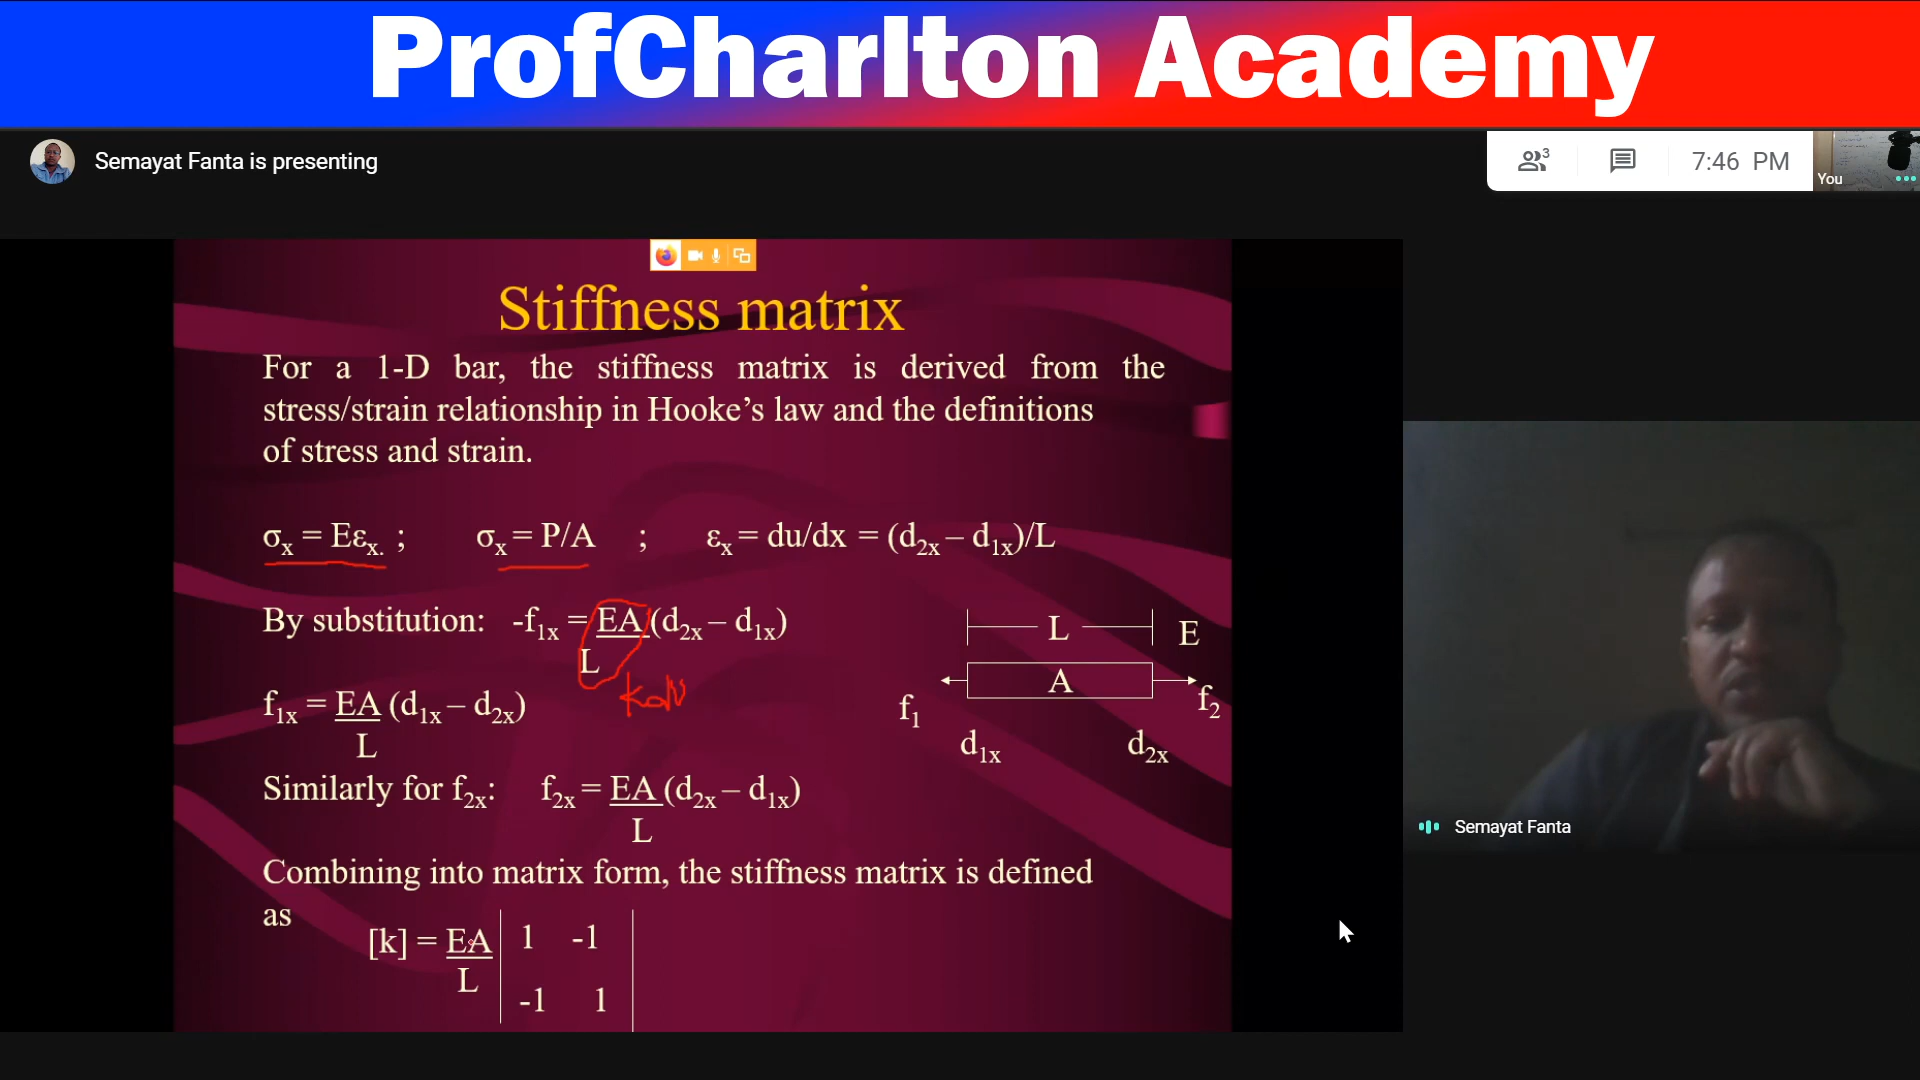 ProfCharlton Academy
Semayat Fanta is presenting
3
7:46 PM
You
Stiffness matrix
For a 1-D bar, the stiffness matrix is derived from the
stress/strain relationship in Hooke’s law and the definitions
of stress and strain.
σx = Eεx. ; σx = P/A ; εx = du/dx = (d2x – d1x)/L
By substitution: -f1x = EA (d2x – d1x)
L
f1x = EA (d1x – d2x)
L
Similarly for f2x: f2x = EA (d2x – d1x)
L
Combining into matrix form, the stiffness matrix is defined
as
[k] = EA 1 -1
L -1 1
L E
A
f1 f2
d1x d2x
Semayat Fanta